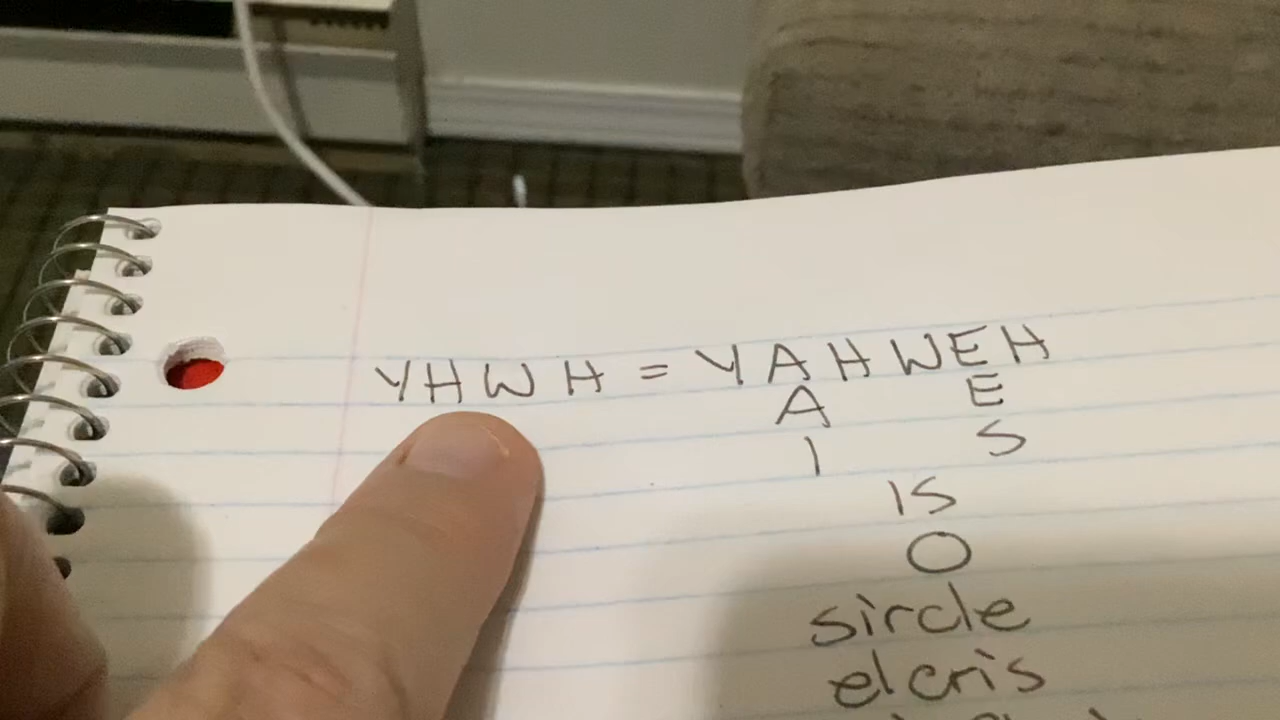 YHWH = YAHWEH
A E
I S
IS
O
sircle
elcris